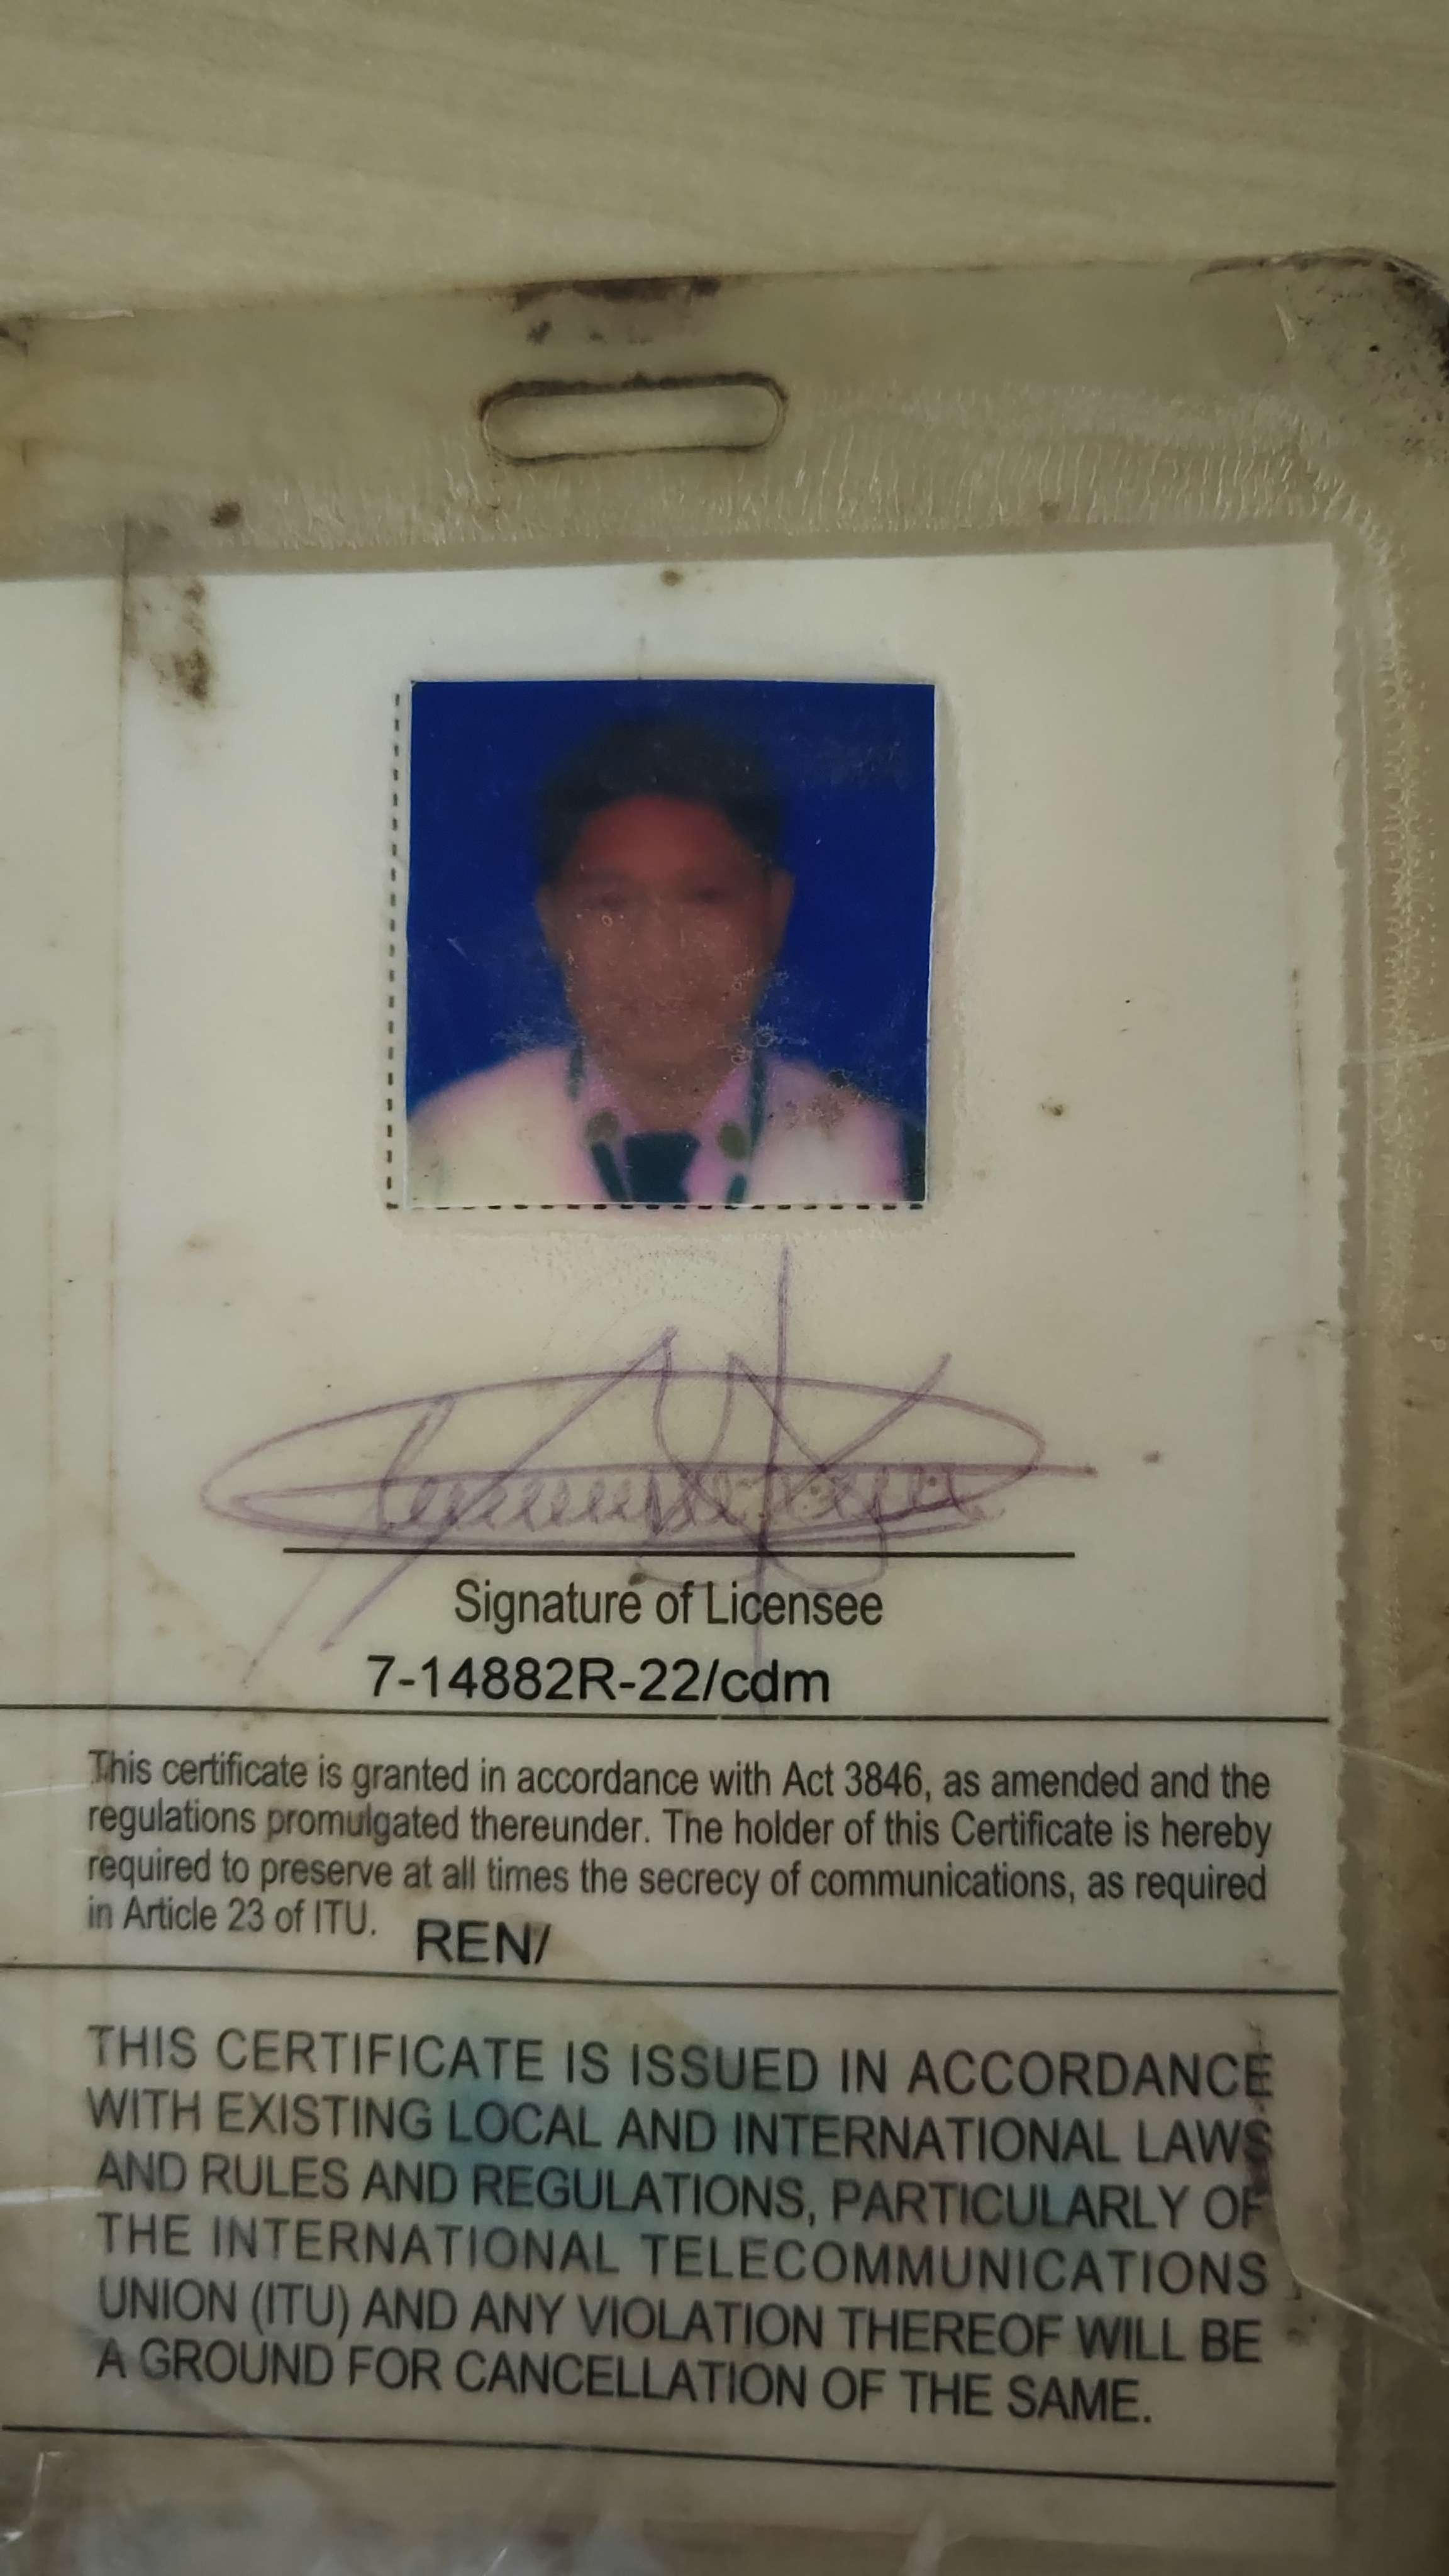 Signature of Licensee
7-14882R-22/cdm
This certificate is granted in accordance with Act 3846, as amended and the
regulations promulgated thereunder. The holder of this Certificate is hereby
required to preserve at all times the secrecy of communications, as required
in Article 23 of ITU.
REN/
THIS CERTIFICATE IS ISSUED IN ACCORDANCE
WITH EXISTING LOCAL AND INTERNATIONAL LAWS
AND RULES AND REGULATIONS, PARTICULARLY OF
THE INTERNATIONAL TELECOMMUNICATIONS
UNION (ITU) AND ANY VIOLATION THEREOF WILL BE
A GROUND FOR CANCELLATION OF THE SAME.